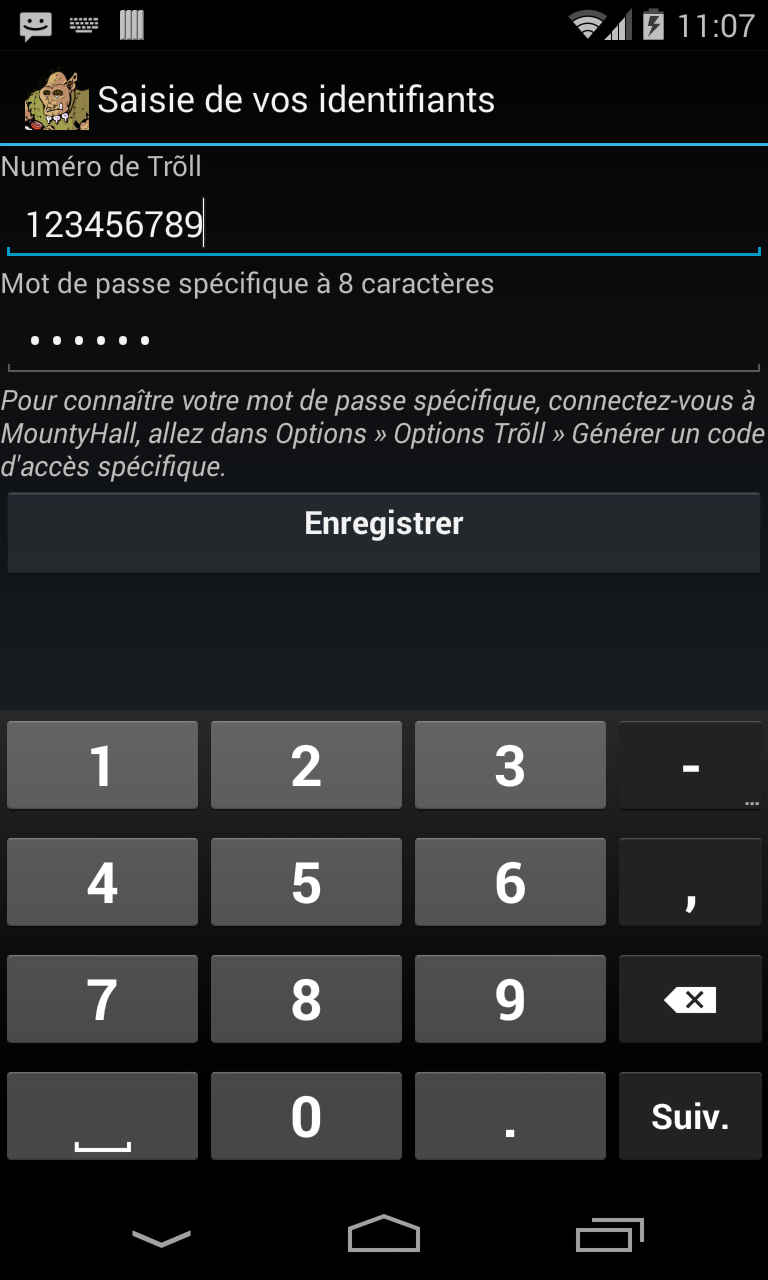 11:07
Saisie de vos identifiants
Numéro de Trõll
123456789
Mot de passe spécifique à 8 caractères
••••••
Pour connaître votre mot de passe spécifique, connectez-vous à
MountyHall, allez dans Options » Options Trõll » Générer un code
d'accès spécifique.
Enregistrer
1 2 3 - ...
4 5 6 ,
7 8 9
0 . Suiv.